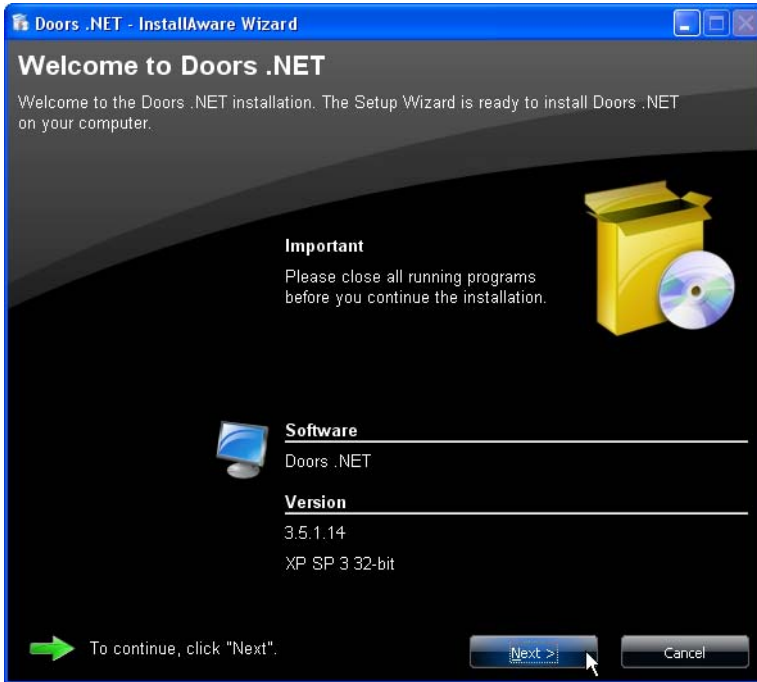 Doors .NET - InstallAware Wizard
Welcome to Doors .NET
Welcome to the Doors .NET installation. The Setup Wizard is ready to install Doors .NET
on your computer.
Important
Please close all running programs
before you continue the installation.
Software
Doors .NET
Version
3.5.1.14
XP SP 3 32-bit
To continue, click "Next".
Next >
Cancel